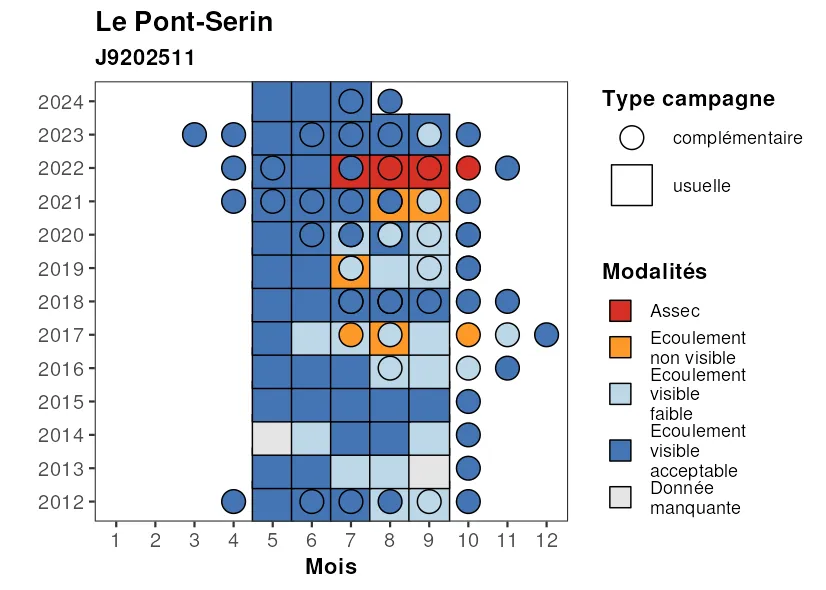 Le Pont-Serin
J9202511
2024
2023
2022
2021
2020
2019
2018
2017
2016
2015
2014
2013
2012
1 2 3 4 5 6 7 8 9 10 11 12
Mois
Type campagne
complémentaire
usuelle
Modalités
Assec
Ecoulement
non visible
Ecoulement
visible
faible
Ecoulement
visible
acceptable
Donnée
manquante